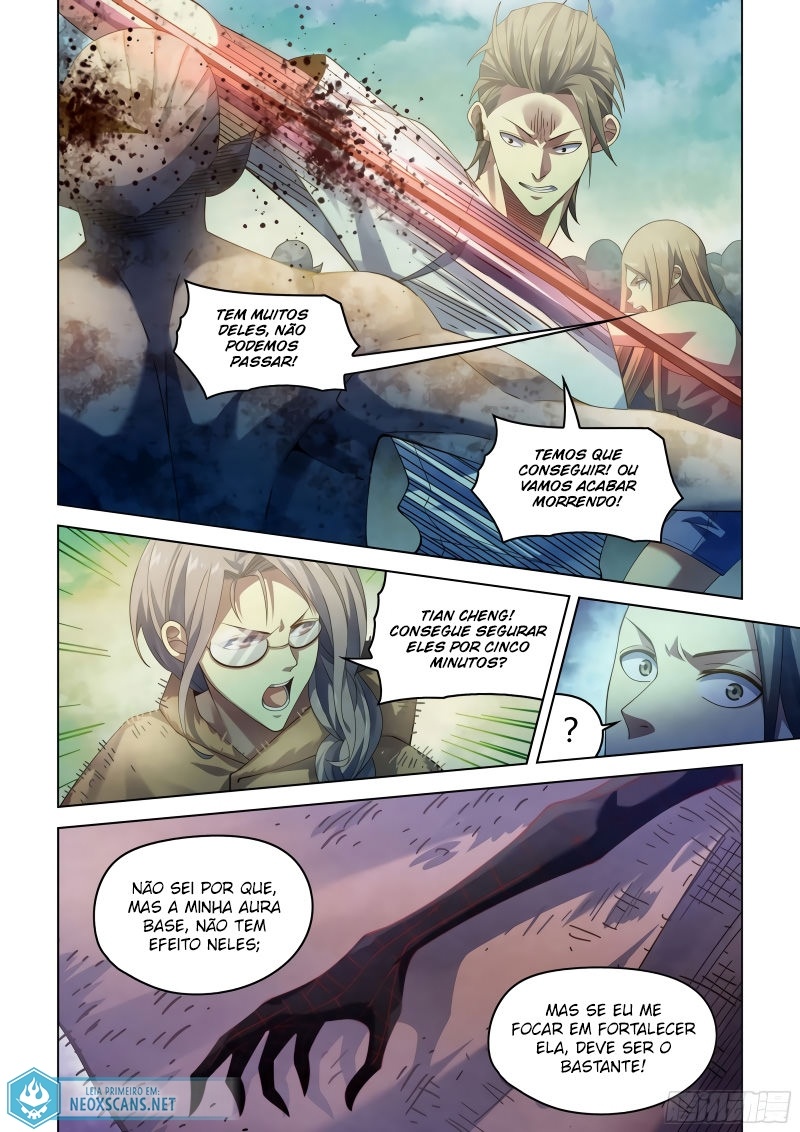 TEM MUITOS
DELES, NÃO
PODEMOS
PASSAR!
TEMOS QUE
CONSEGUIR! OU
VAMOS ACABAR
MORRENDO!
TIAN CHENG!
CONSEGUE SEGURAR
ELES POR CINCO
MINUTOS?
?
NÃO SEI POR QUE,
MAS A MINHA AURA
BASE, NÃO TEM
EFEITO NELES;
MAS SE EU ME
FOCAR EM FORTALECER
ELA, DEVE SER O
BASTANTE!
LEIA PRIMEIRO EM:
NEOXSCANS.NET